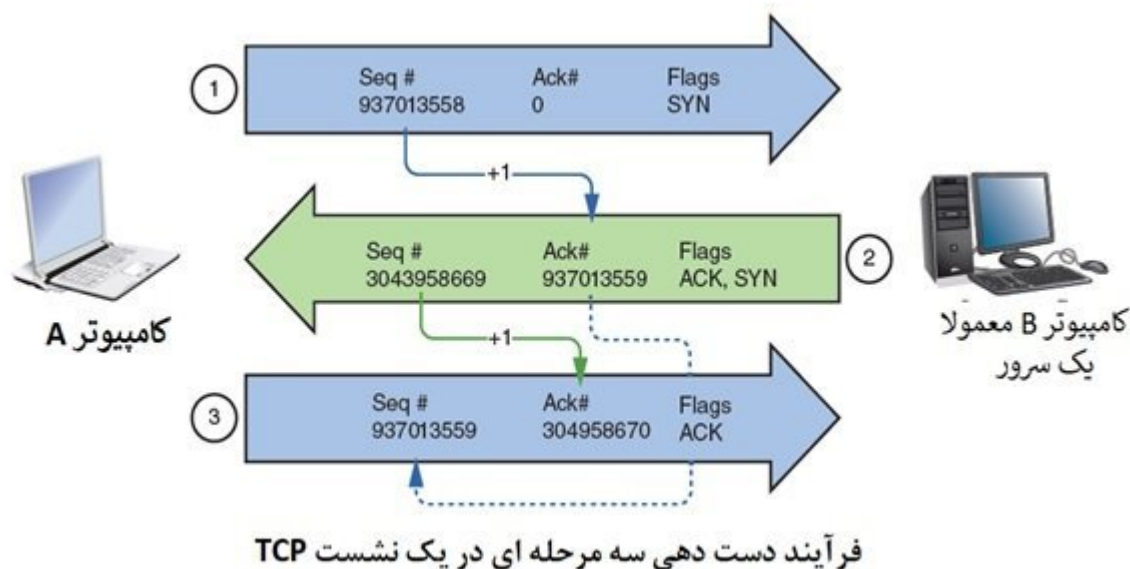 1
Seq # Ack# Flags
937013558 0 SYN
+1
Seq # Ack# Flags
3043958669 937013559 ACK, SYN
2
کامپیوتر A
کامپیوتر B معمولا
یک سرور
+1
3
Seq # Ack# Flags
937013559 304958670 ACK
فرآیند دست دهی سه مرحله ای در یک نشست TCP